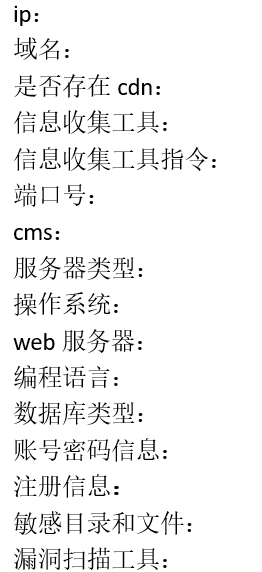 ip：
域名：
是否存在 cdn：
信息收集工具：
信息收集工具指令：
端口号：
cms：
服务器类型：
操作系统：
web 服务器：
编程语言：
数据库类型：
账号密码信息：
注册信息：
敏感目录和文件：
漏洞扫描工具：